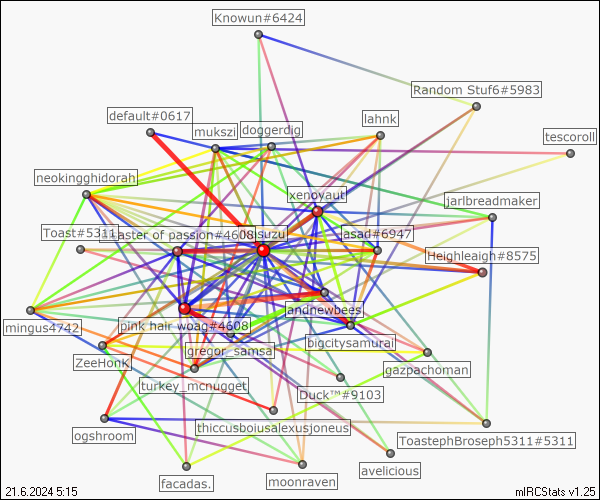 Knowun#6424
Random Stuf6#5983
default#0617
mukszi
doggerdig
lahnk
tescoroll
neokingghidorah
xenoyaut
jarlbreadmaker
Toast#5311
aster of passion#4608
suzu
asad#6947
Heighleaigh#8575
andnewbees
mingus4742
pink hair woag#4608
bigcitysamurai
ZeeHonK
gregor_samsa
gazpachoman
turkey_mcnugget
Duck™#9103
ogshroom
thiccusboiusalexusjoneus
ToastephBroseph5311#5311
facadas.
moonraven
avelicious
21.6.2024 5:15
mIRCStats v1.25